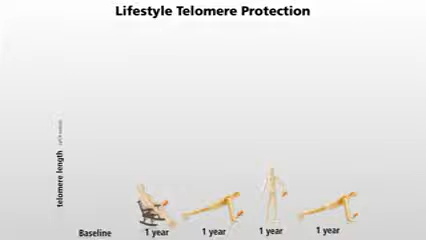 Lifestyle Telomere Protection
telomere length
Baseline
1 year
1 year
1 year
1 year